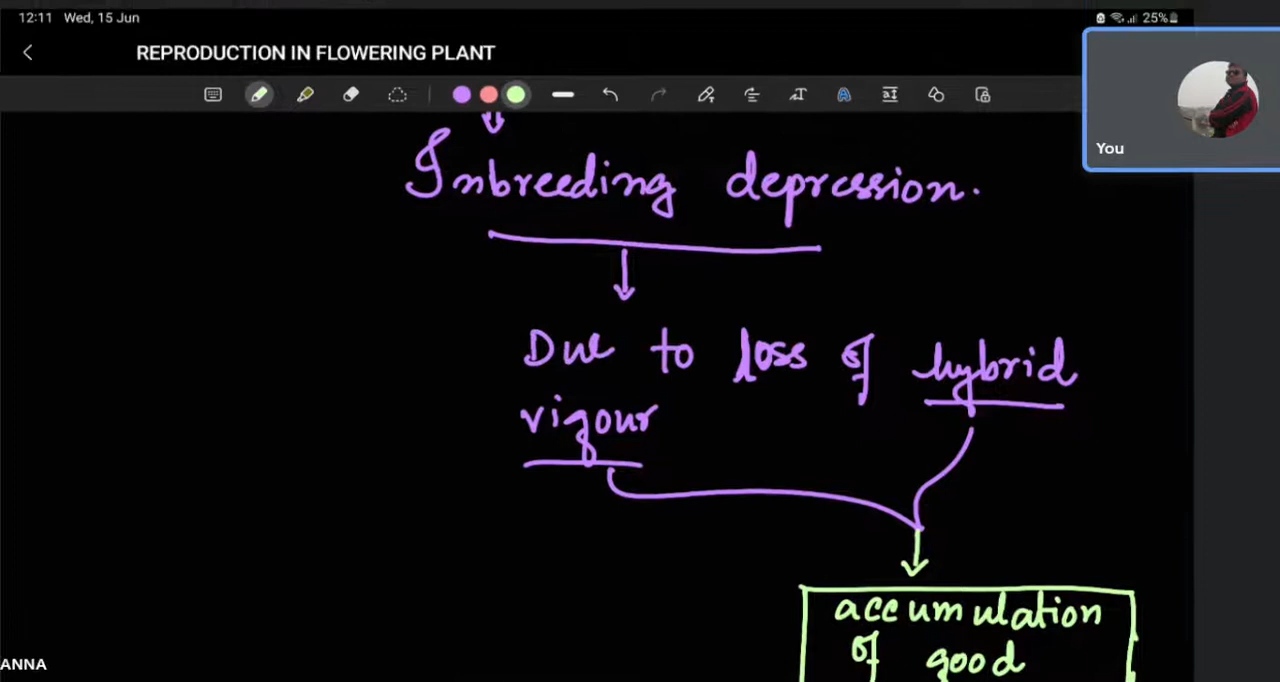 12:11 Wed, 15 Jun
25%
REPRODUCTION IN FLOWERING PLANT
You
Inbreeding depression.
Due to loss of hybrid
vigour
accumulation
of good
ANNA